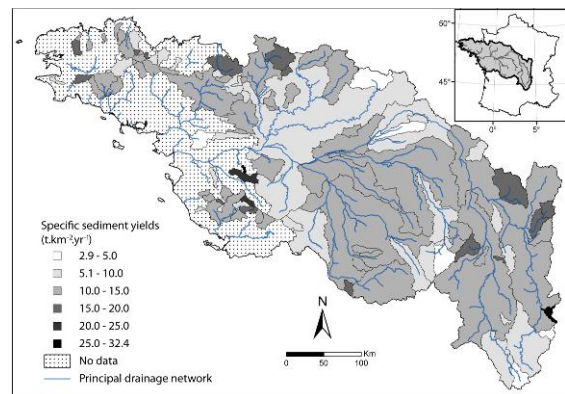 50°
45°
0°
5°
Specific sediment yields
(t.km⁻².yr⁻¹)
2.9 - 5.0
5.1 - 10.0
10.0 - 15.0
15.0 - 20.0
20.0 - 25.0
25.0 - 32.4
No data
Principal drainage network
N
Km
0
50
100